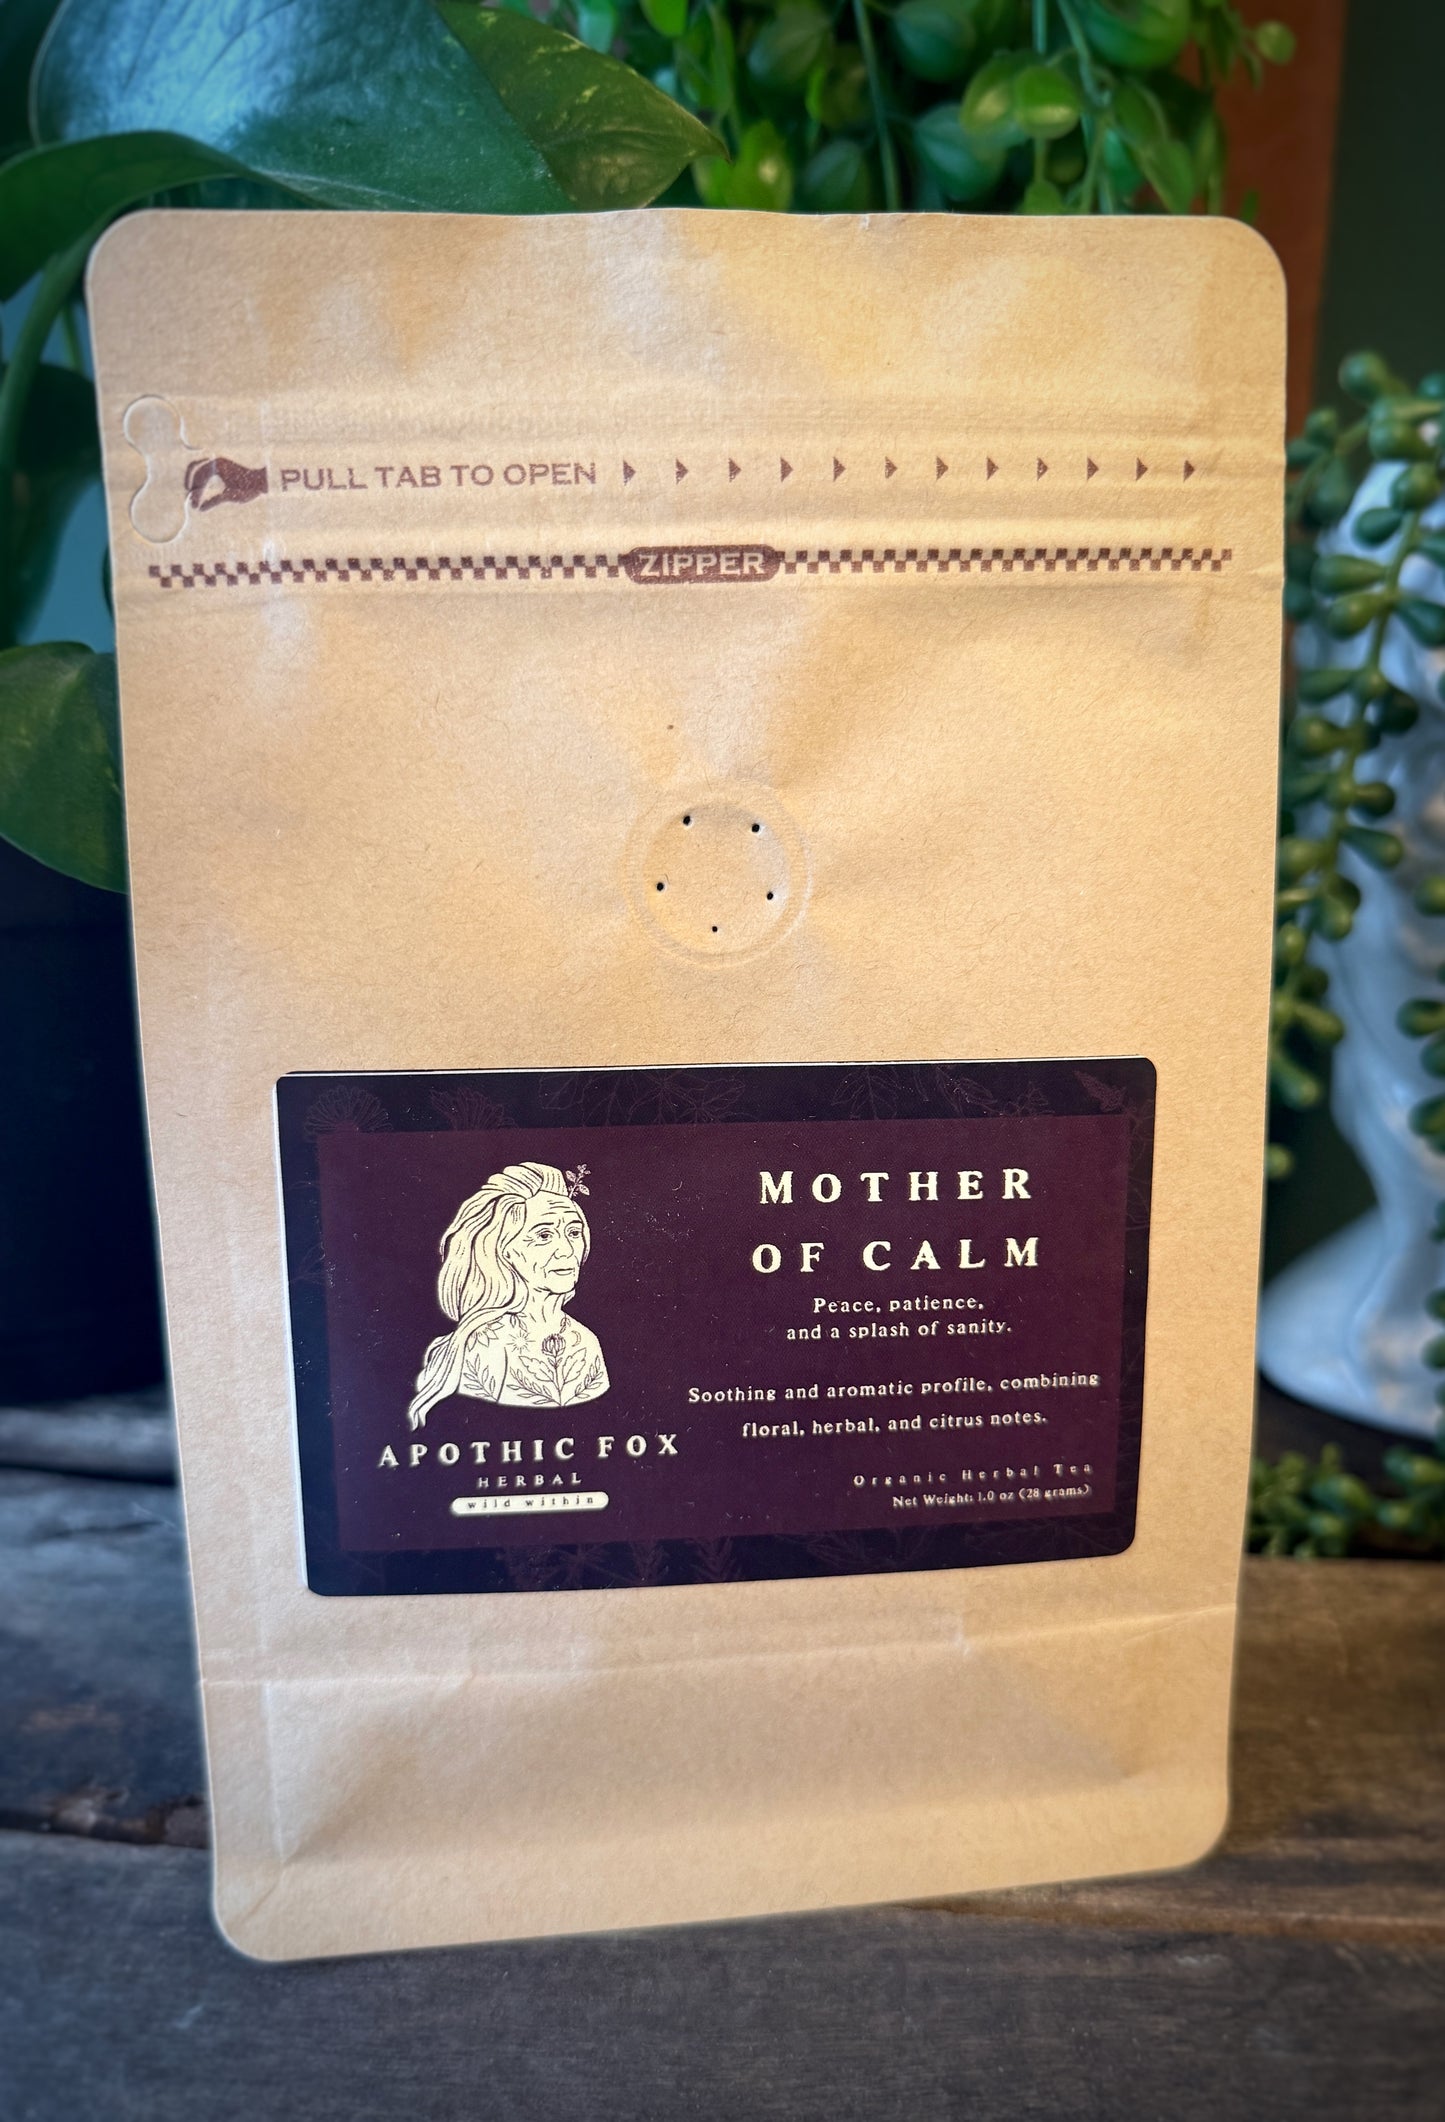 PULL TAB TO OPEN
ZIPPER
MOTHER
OF CALM
Peace, patience,
and a splash of sanity.
Soothing and aromatic profile, combining
floral, herbal, and citrus notes.
APOTHIC FOX
HERBAL
wild within
Organic Herbal Tea
Net Weight: 1.0 oz (28 grams)